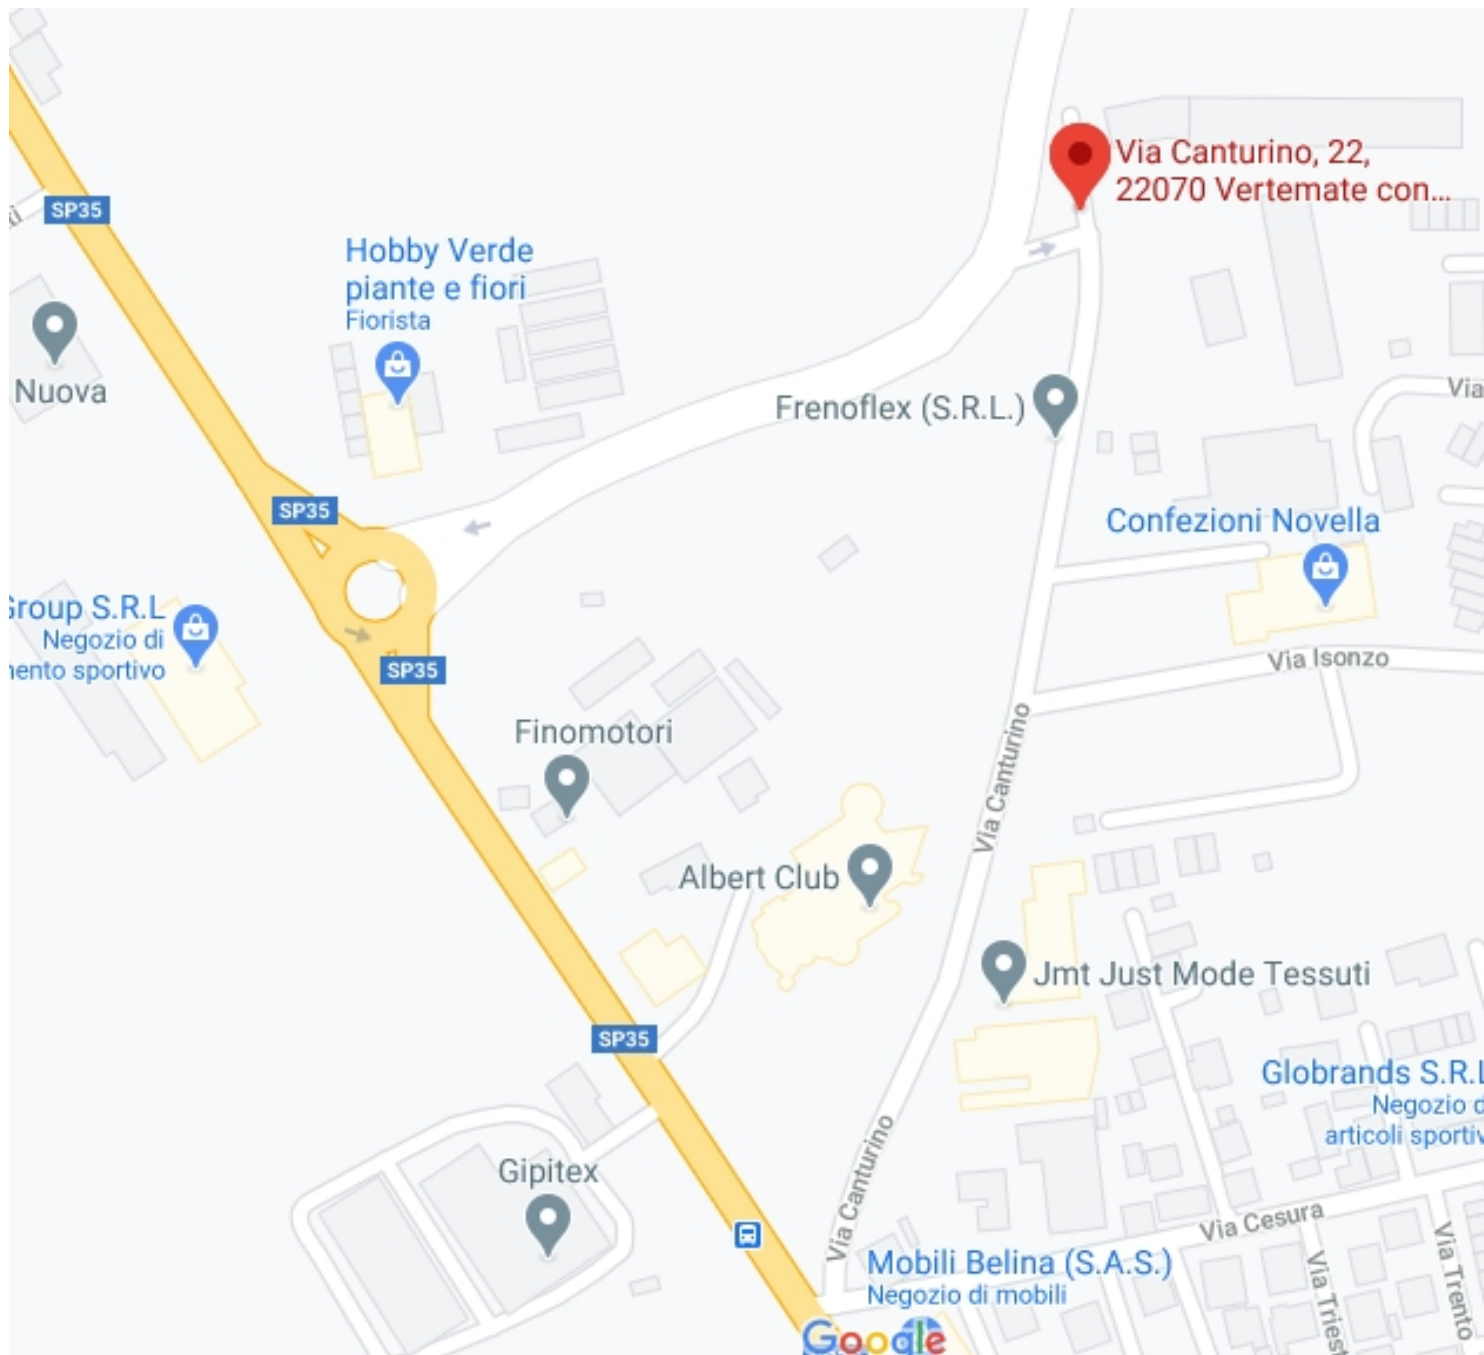 Via Canturino, 22,
22070 Vertemate con...
SP35
Hobby Verde
piante e fiori
Fiorista
Nuova
Frenoflex (S.R.L.)
Via
SP35
Confezioni Novella
Group S.R.L
Negozio di
mento sportivo
Via Isonzo
SP35
Finomotori
Via Canturino
Albert Club
Jmt Just Mode Tessuti
SP35
Globrands S.R.L
Negozio d
articoli sportiv
Gipitex
Via Canturino
Via Cesura
Mobili Belina (S.A.S.)
Negozio di mobili
Via Triest
Via Trento
Google